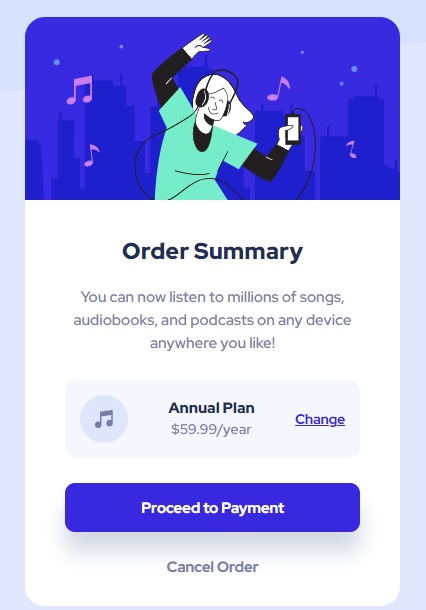 Order Summary
You can now listen to millions of songs,
audiobooks, and podcasts on any device
anywhere you like!
Annual Plan
$59.99/year
Change
Proceed to Payment
Cancel Order